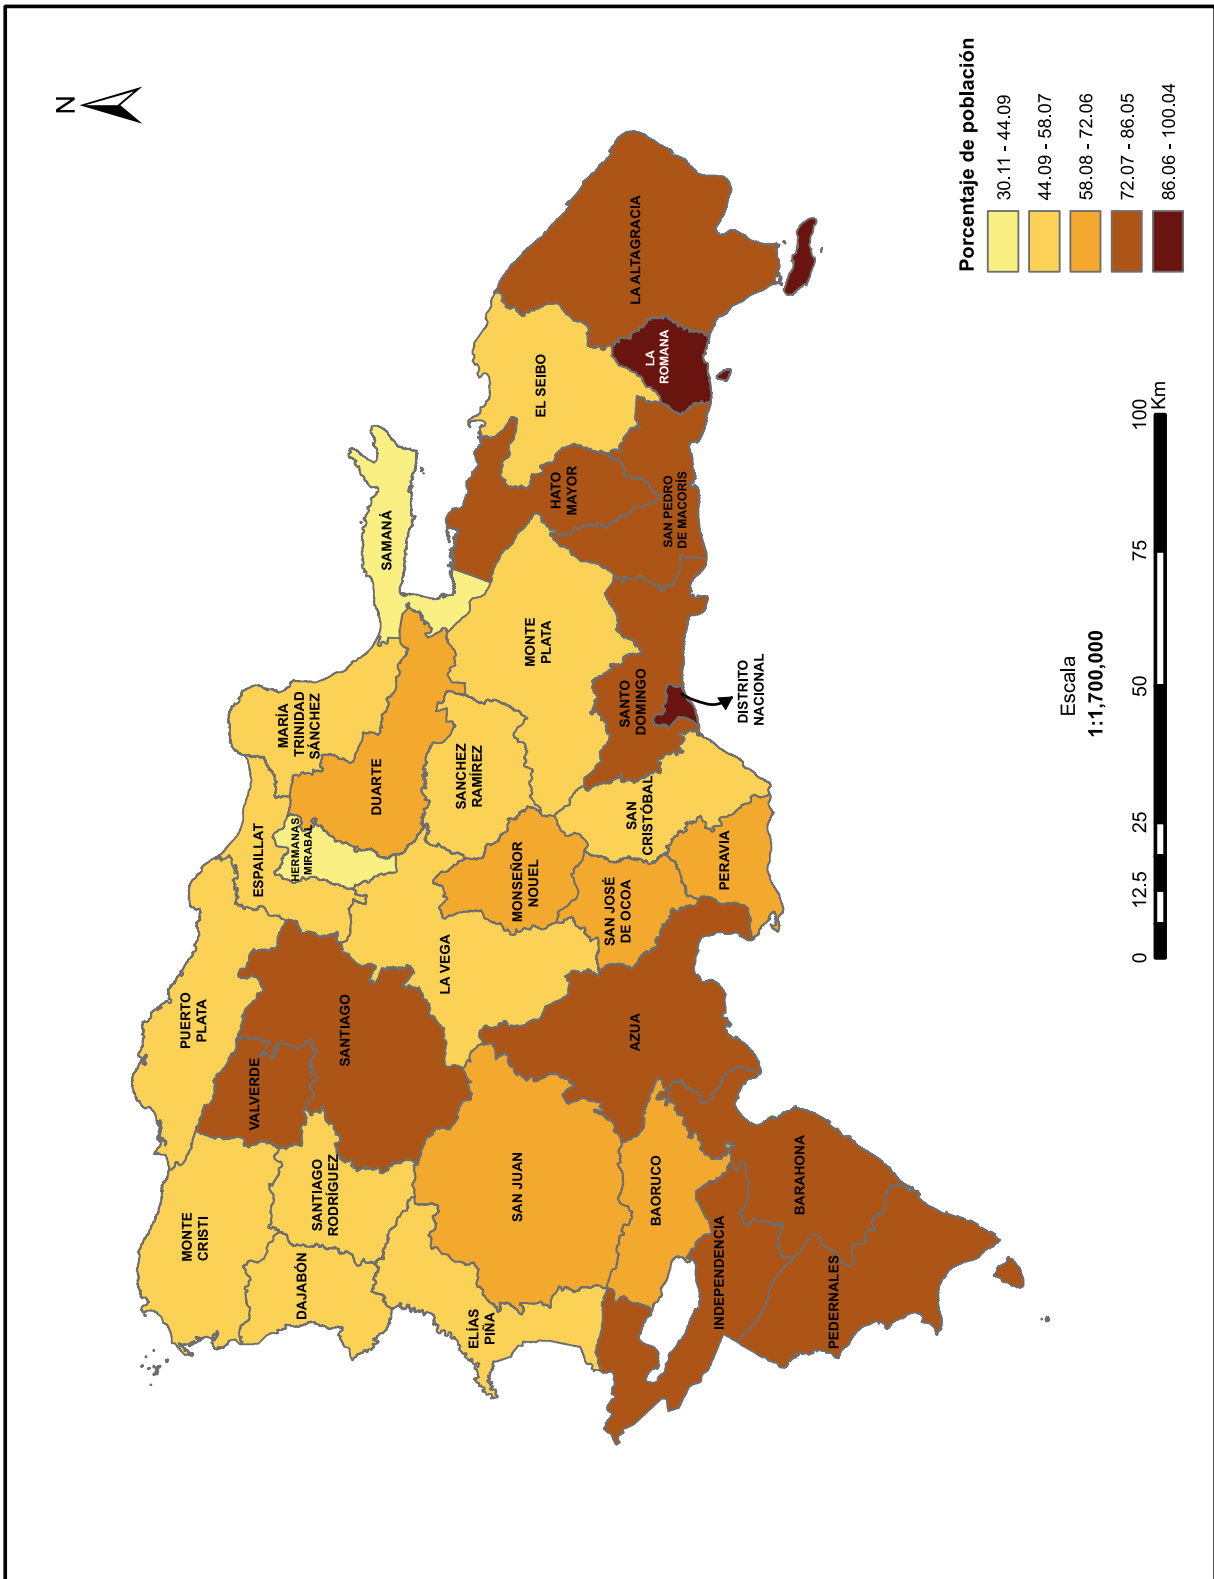 N
PUERTO
PLATA
MONTE
CRISTI
VALVERDE
ESPAILLAT
MARÍA
TRINIDAD
SÁNCHEZ
HERMANAS
MIRABAL
DAJABÓN
SANTIAGO
RODRÍGUEZ
SANTIAGO
DUARTE
SAMANÁ
LA VEGA
SANCHEZ
RAMÍREZ
ELÍAS
PIÑA
SAN JUAN
MONSEÑOR
NOUEL
MONTE
PLATA
EL SEIBO
HATO
MAYOR
LA ALTAGRACIA
SAN JOSÉ
DE OCOA
SAN
CRISTÓBAL
SANTO
DOMINGO
AZUA
BAORUCO
SAN PEDRO
DE MACORÍS
LA
ROMANA
INDEPENDENCIA
PERAVIA
DISTRITO
NACIONAL
BARAHONA
PEDERNALES
Porcentaje de población
30.11 - 44.09
44.09 - 58.07
58.08 - 72.06
72.07 - 86.05
86.06 - 100.04
Escala
1:1,700,000
0 12.5 25 50 75 100
Km